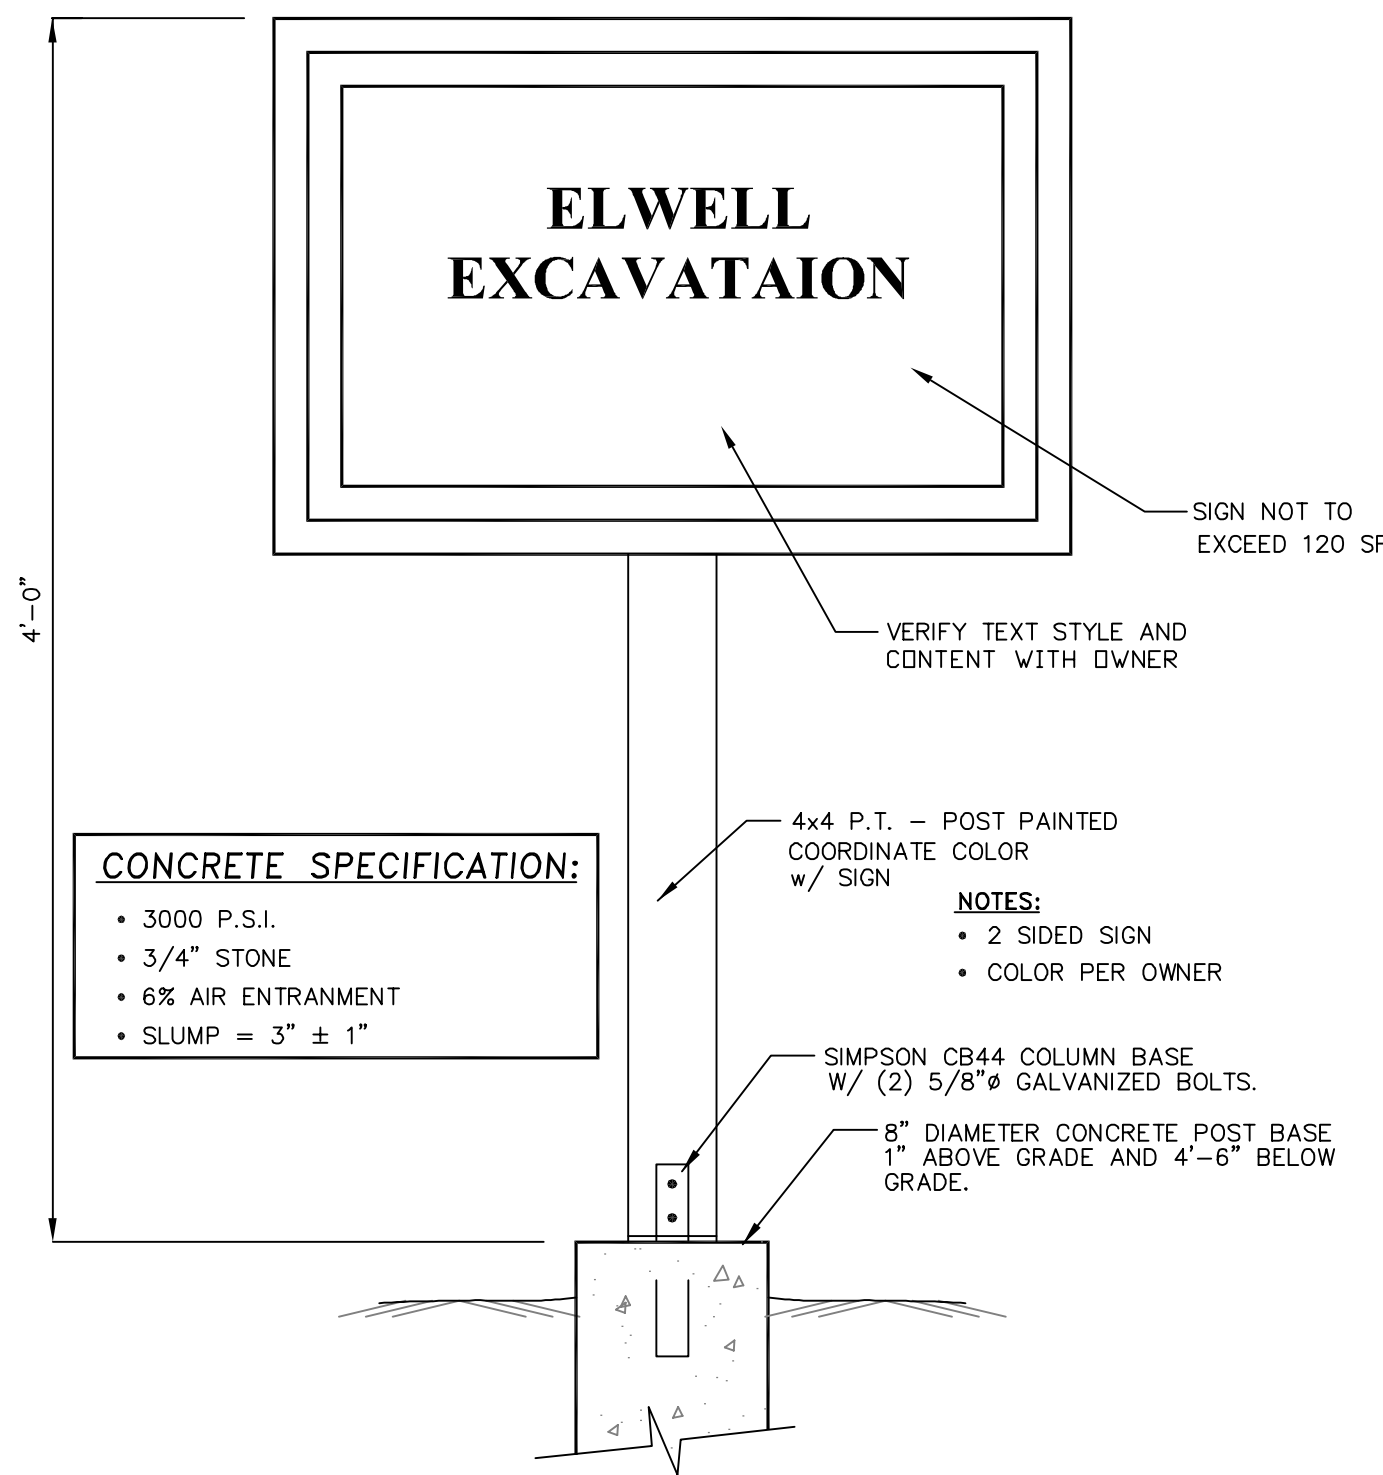 ELWELL
EXCAVATAION
SIGN NOT TO
EXCEED 120 SF
4'-0"
VERIFY TEXT STYLE AND
CONTENT WITH OWNER
4x4 P.T. - POST PAINTED
COORDINATE COLOR
w/ SIGN
CONCRETE SPECIFICATION:
• 3000 P.S.I.
• 3/4" STONE
• 6% AIR ENTRANMENT
• SLUMP = 3" ± 1"
NOTES:
• 2 SIDED SIGN
• COLOR PER OWNER
SIMPSON CB44 COLUMN BASE
W/ (2) 5/8"ø GALVANIZED BOLTS.
8" DIAMETER CONCRETE POST BASE
1" ABOVE GRADE AND 4'-6" BELOW
GRADE.